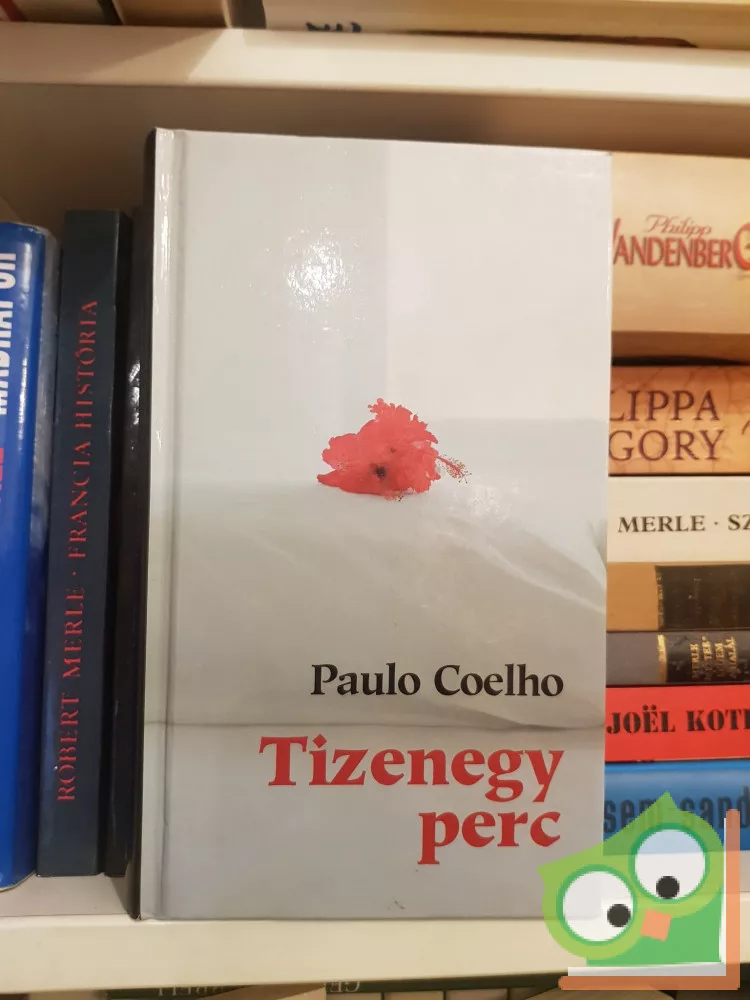 Paulo Coelho
Tizenegy
perc
RÓBERT MERLE · FRANCIA HISTÓRIA
Philipp
VANDENBERG
LIPPA
GORY
MERLE · SZ
JOËL KOT